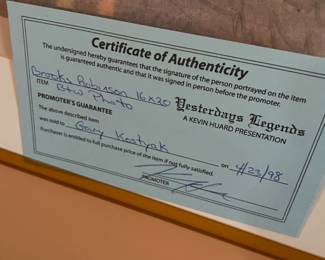 Certificate of Authenticity
The undersigned hereby guarantees that the signature of the person portrayed on the item
is guaranteed authentic and that it was signed in person before the promoter.
Brooks Robinson 16x20
ITEM
B+W Photo
Yesterdays Legends
A KEVIN HUARD PRESENTATION
PROMOTER'S GUARANTEE
The above described item
was sold to Gary Kostyak on 4/23/98
Purchaser is entitled to full purchase price of the item if not fully satisfied.
PROMOTER